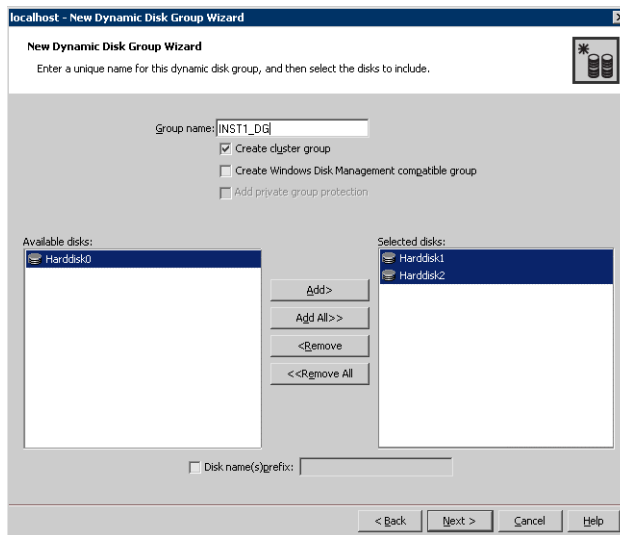 localhost - New Dynamic Disk Group Wizard
New Dynamic Disk Group Wizard
Enter a unique name for this dynamic disk group, and then select the disks to include.
Group name: INST1_DG
Create cluster group
Create Windows Disk Management compatible group
Add private group protection
Available disks:
Harddisk0
Selected disks:
Harddisk1
Harddisk2
Add>
Add All>>
<Remove
<<Remove All
Disk name(s)prefix:
< Back
Next >
Cancel
Help